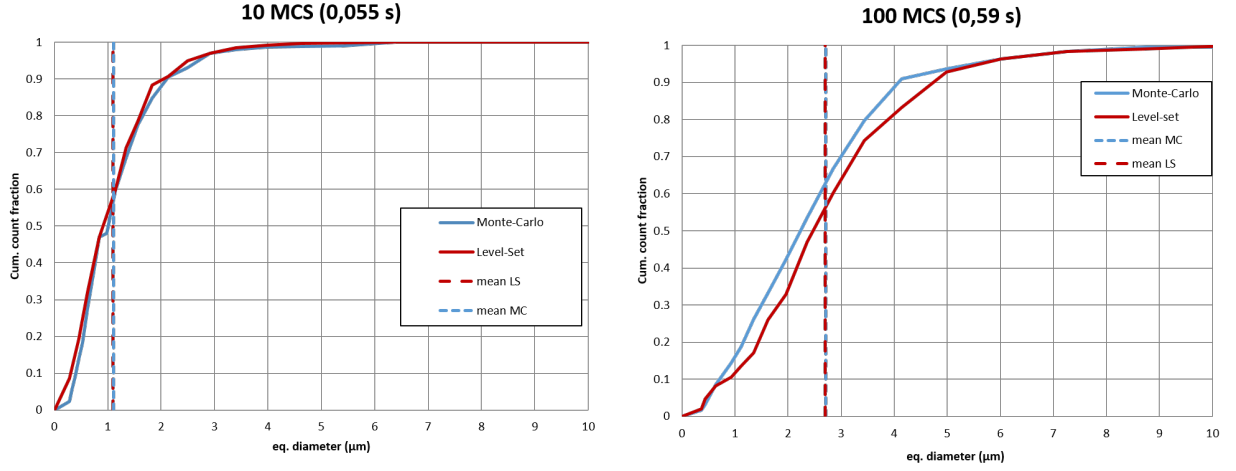 10 MCS (0,055 s)
Cum. count fraction
1
0.9
0.8
0.7
0.6
0.5
0.4
0.3
0.2
0.1
0
0 1 2 3 4 5 6 7 8 9 10
eq. diameter (µm)
Monte-Carlo
Level-Set
mean LS
mean MC
100 MCS (0,59 s)
Cum. count fraction
1
0.9
0.8
0.7
0.6
0.5
0.4
0.3
0.2
0.1
0
0 1 2 3 4 5 6 7 8 9 10
eq. diameter (µm)
Monte-Carlo
Level-set
mean MC
mean LS